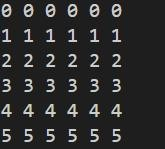 0 0 0 0 0 0
1 1 1 1 1 1
2 2 2 2 2 2
3 3 3 3 3 3
4 4 4 4 4 4
5 5 5 5 5 5